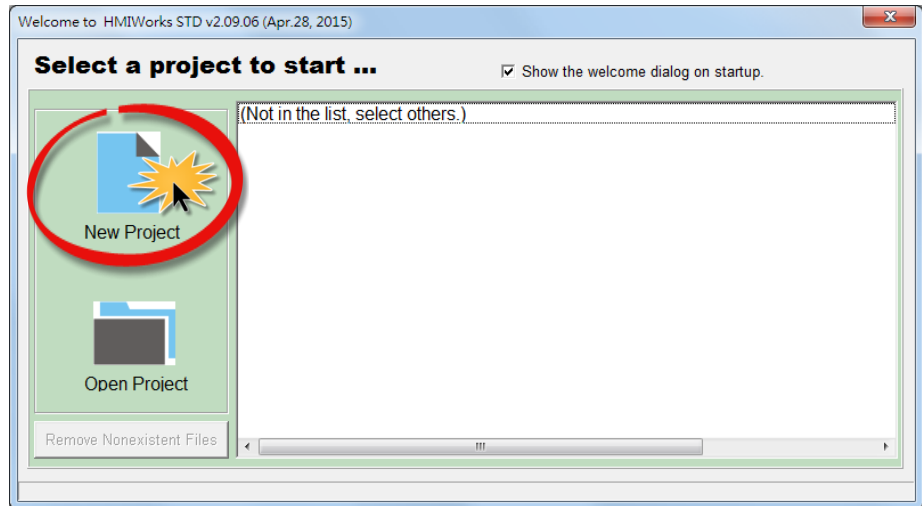 Welcome to HMIWorks STD v2.09.06 (Apr.28, 2015)
Select a project to start ...
Show the welcome dialog on startup.
(Not in the list, select others.)
New Project
Open Project
Remove Nonexistent Files